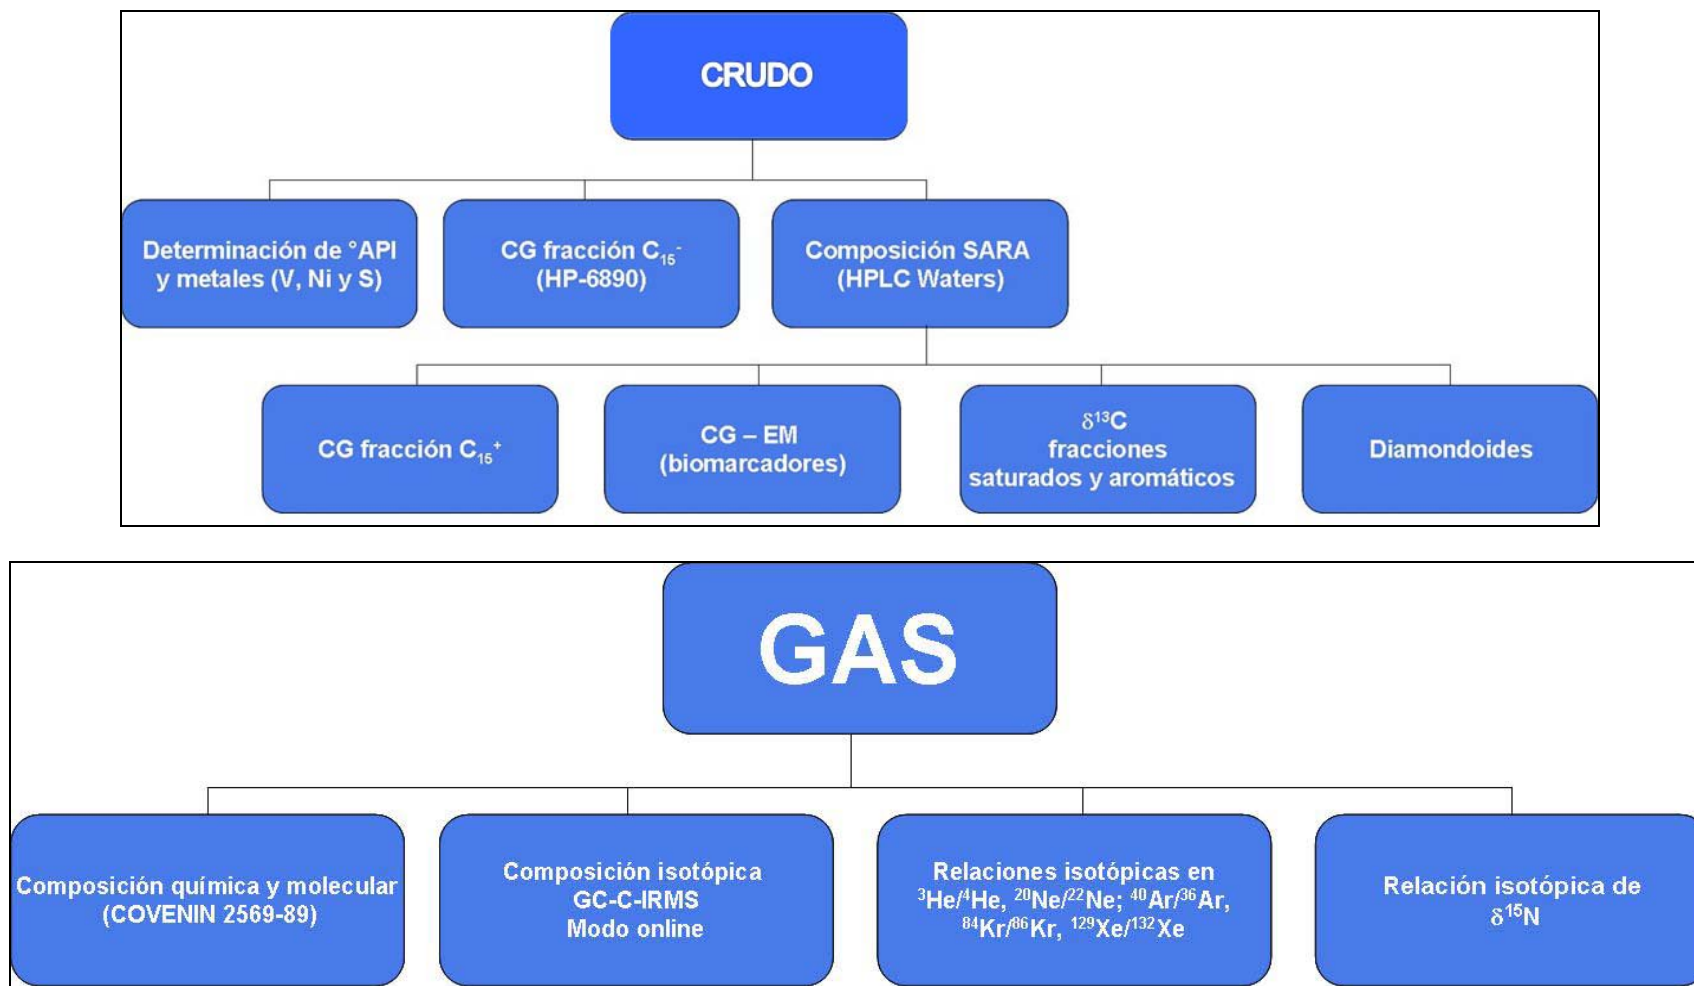 CRUDO
Determinación de °API
y metales (V, Ni y S)
CG fracción C₁₅⁻
(HP-6890)
Composición SARA
(HPLC Waters)
CG fracción C₁₅⁺
CG – EM
(biomarcadores)
δ¹³C
fracciones
saturados y aromáticos
Diamondoides
GAS
Composición química y molecular
(COVENIN 2569-89)
Composición isotópica
GC-C-IRMS
Modo online
Relaciones isotópicas en
³He/⁴He, ²⁰Ne/²²Ne; ⁴⁰Ar/³⁶Ar,
⁸⁴Kr/⁸⁶Kr, ¹²⁹Xe/¹³²Xe
Relación isotópica de
δ¹⁵N